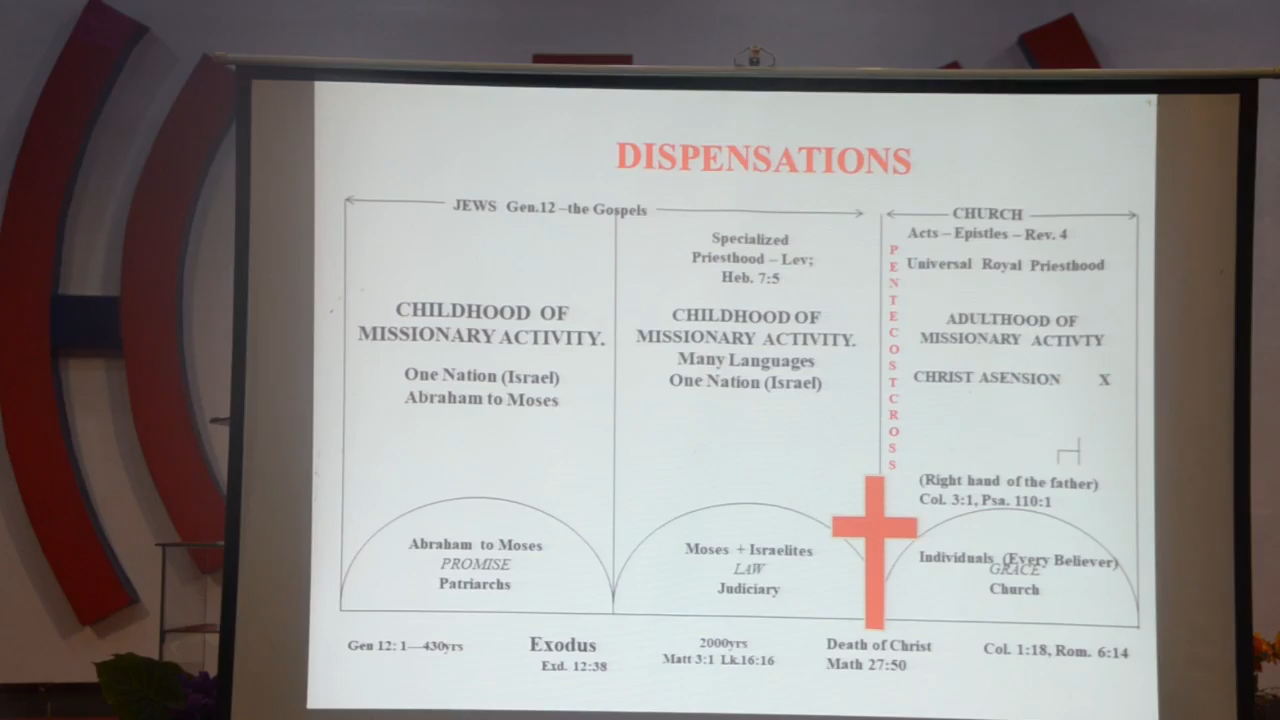 DISPENSATIONS
JEWS Gen.12 –the Gospels
CHILDHOOD OF
MISSIONARY ACTIVITY.
One Nation (Israel)
Abraham to Moses
Abraham to Moses
PROMISE
Patriarchs
Specialized
Priesthood – Lev;
Heb. 7:5
CHILDHOOD OF
MISSIONARY ACTIVITY.
Many Languages
One Nation (Israel)
Moses + Israelites
LAW
Judiciary
PENTECOSTCROSS
CHURCH
Acts – Epistles – Rev. 4
Universal Royal Priesthood
ADULTHOOD OF
MISSIONARY ACTIVTY
CHRIST ASENSION X
(Right hand of the father)
Col. 3:1, Psa. 110:1
Individuals (Every Believer)
GRACE
Church
Gen 12: 1—430yrs
Exodus
Exd. 12:38
2000yrs
Matt 3:1 Lk.16:16
Death of Christ
Math 27:50
Col. 1:18, Rom. 6:14